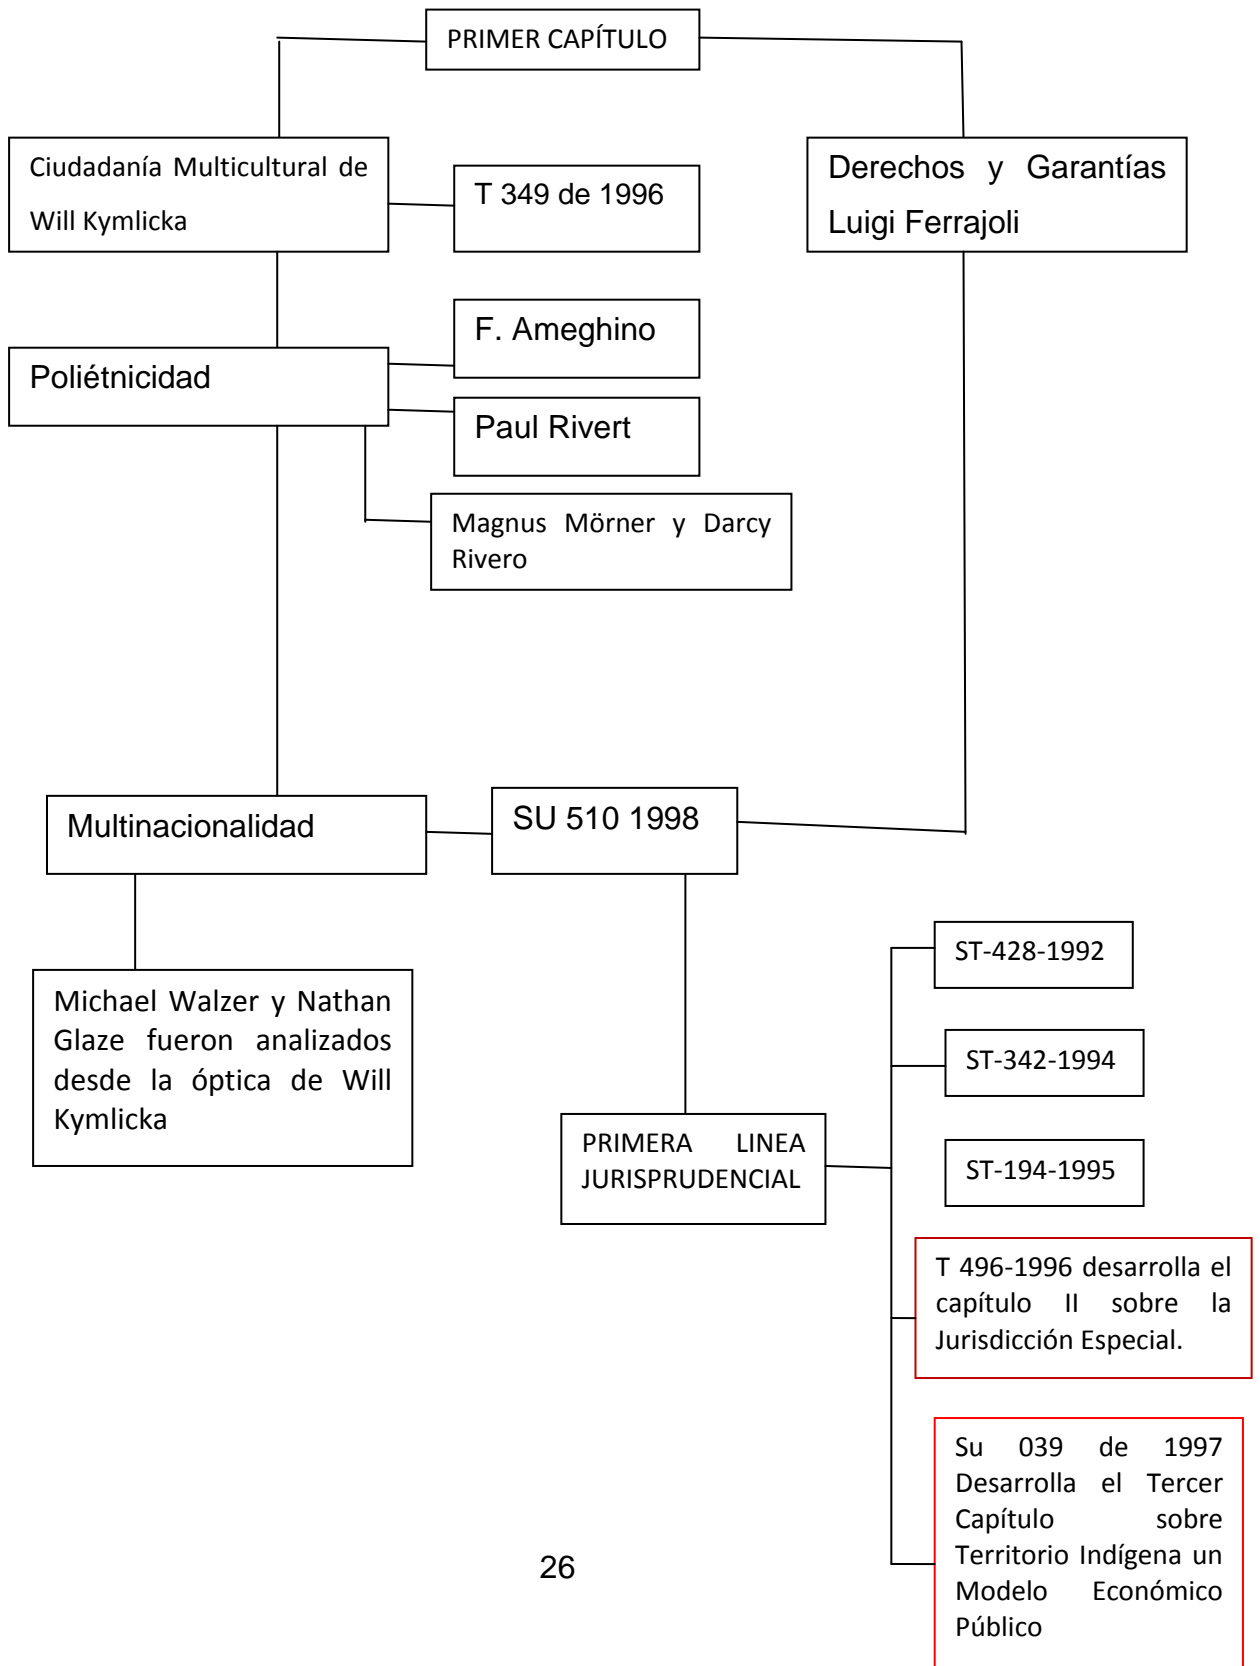 PRIMER CAPÍTULO
Ciudadanía Multicultural de
Will Kymlicka
T 349 de 1996
Derechos y Garantías
Luigi Ferrajoli
F. Ameghino
Poliétnicidad
Paul Rivert
Magnus Mörner y Darcy
Rivero
Multinacionalidad
SU 510 1998
Michael Walzer y Nathan
Glaze fueron analizados
desde la óptica de Will
Kymlicka
ST-428-1992
ST-342-1994
PRIMERA LINEA
JURISPRUDENCIAL
ST-194-1995
T 496-1996 desarrolla el
capítulo II sobre la
Jurisdicción Especial.
Su 039 de 1997
Desarrolla el Tercer
Capítulo sobre
Territorio Indígena un
Modelo Económico
Público
26